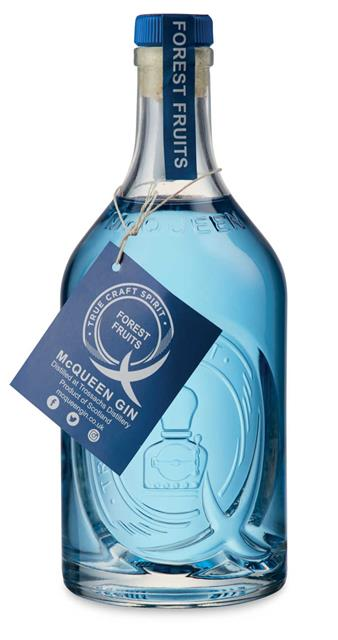 FOREST FRUITS
McQUEEN
TRUE CRAFT SPIRIT
FOREST
FRUITS
McQUEEN GIN
Distilled at Trossachs Distillery
Product of Scotland
mcqueengin.co.uk